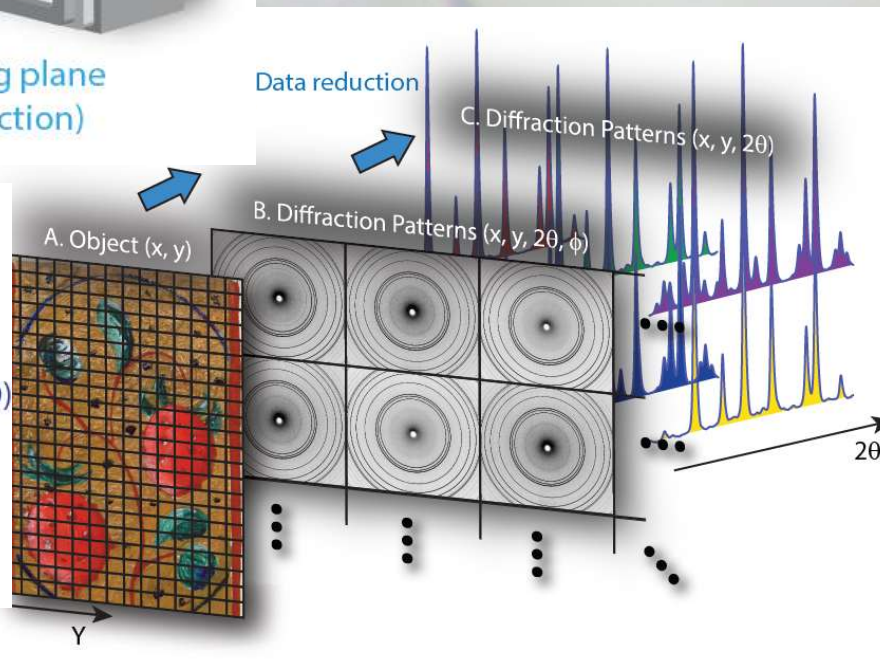 g plane
ction)
Data reduction
C. Diffraction Patterns (x, y, 2θ)
B. Diffraction Patterns (x, y, 2θ, ϕ)
A. Object (x, y)
)
2θ
Y